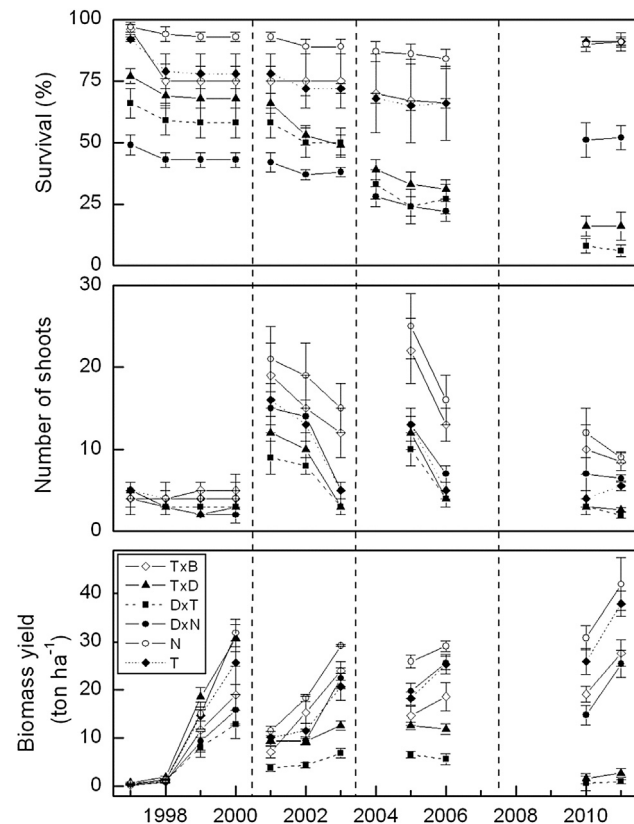 100
75
50
25
0
Survival (%)
30
20
10
0
Number of shoots
40
30
20
10
0
Biomass yield
(ton ha⁻¹)
TxB
TxD
DxT
DxN
N
T
1998 2000 2002 2004 2006 2008 2010